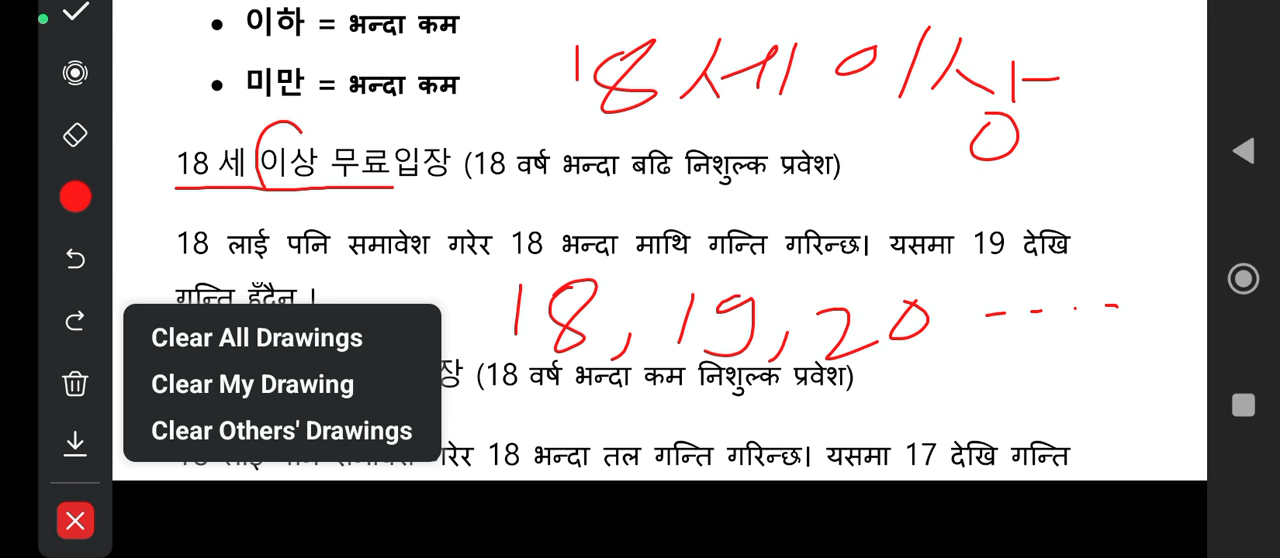 • 이하 = भन्दा कम
• 미만 = भन्दा कम
18세 이상
18 세 이상 무료입장 (18 वर्ष भन्दा बढि निशुल्क प्रवेश)
18 लाई पनि समावेश गरेर 18 भन्दा माथि गन्ति गरिन्छ। यसमा 19 देखि
गन्ति हुँदैन ।
18, 19, 20 - - · · -
Clear All Drawings
Clear My Drawing
Clear Others' Drawings
장 (18 वर्ष भन्दा कम निशुल्क प्रवेश)
गरेर 18 भन्दा तल गन्ति गरिन्छ। यसमा 17 देखि गन्ति